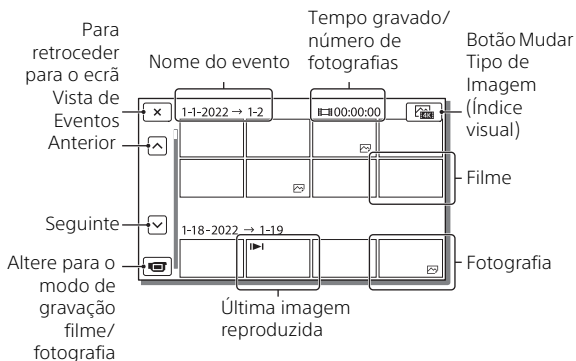 Para
retroceder
para o ecrã
Vista de
Eventos
Nome do evento
Tempo gravado/
número de
fotografias
Botão Mudar
Tipo de
Imagem
(Índice
visual)
1-1-2022 → 1-2
00:00:00
Anterior
Filme
Seguinte
1-18-2022 → 1-19
Altere para o
modo de
gravação
filme/
fotografia
Última imagem
reproduzida
Fotografia